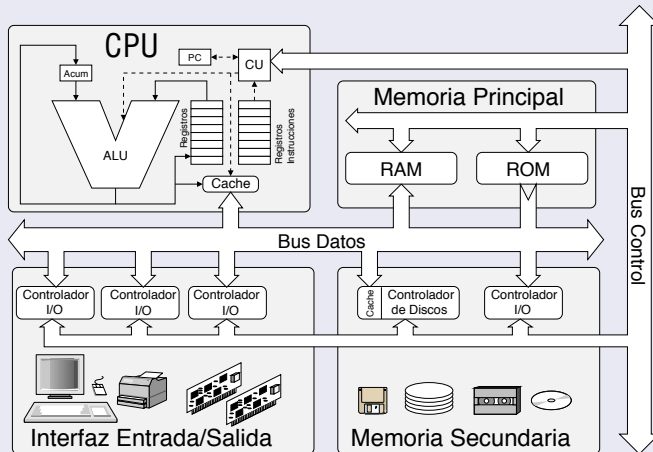 CPU
PC
CU
Acum
ALU
Registros
Registros
Instrucciones
Cache
Memoria Principal
RAM
ROM
Bus Control
Bus Datos
Controlador
I/O
Controlador
I/O
Controlador
I/O
Cache
Controlador
de Discos
Controlador
I/O
Interfaz Entrada/Salida
Memoria Secundaria